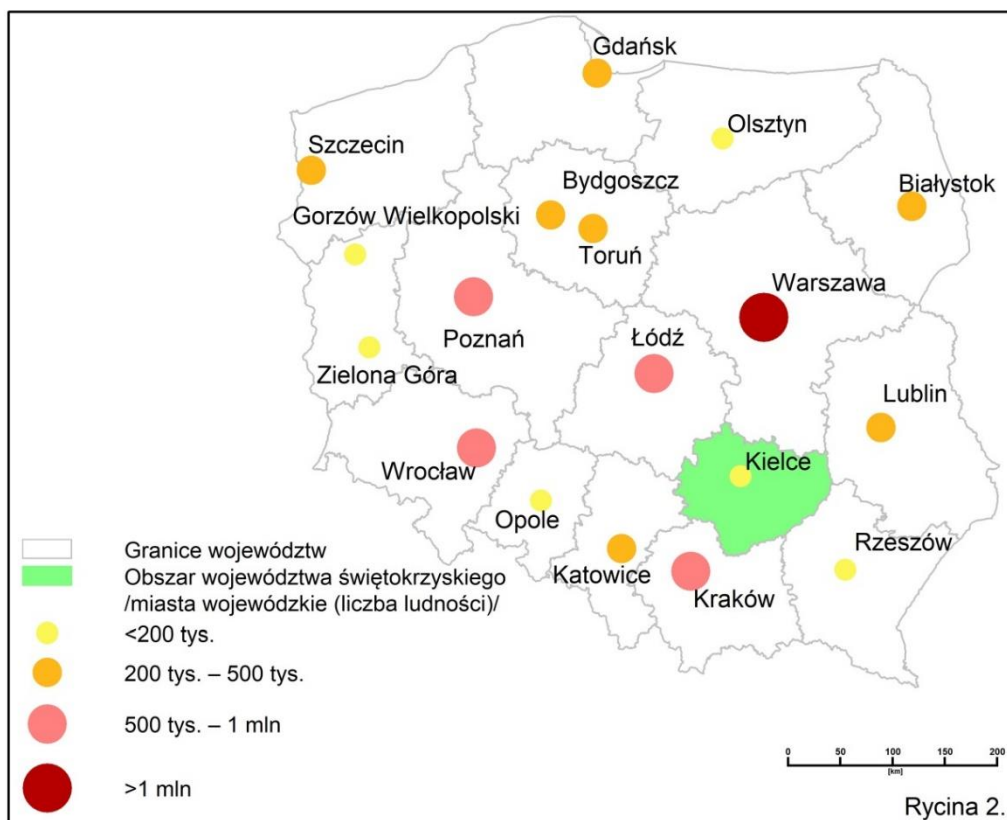 Gdańsk
Olsztyn
Szczecin
Bydgoszcz
Białystok
Gorzów Wielkopolski
Toruń
Warszawa
Poznań
Łódź
Zielona Góra
Lublin
Wrocław
Kielce
Opole
Rzeszów
Katowice
Kraków
Granice województw
Obszar województwa świętokrzyskiego
/miasta wojewódzkie (liczba ludności)/
<200 tys.
200 tys. – 500 tys.
500 tys. – 1 mln
>1 mln
0 50 100 150 200
[km]
Rycina 2.